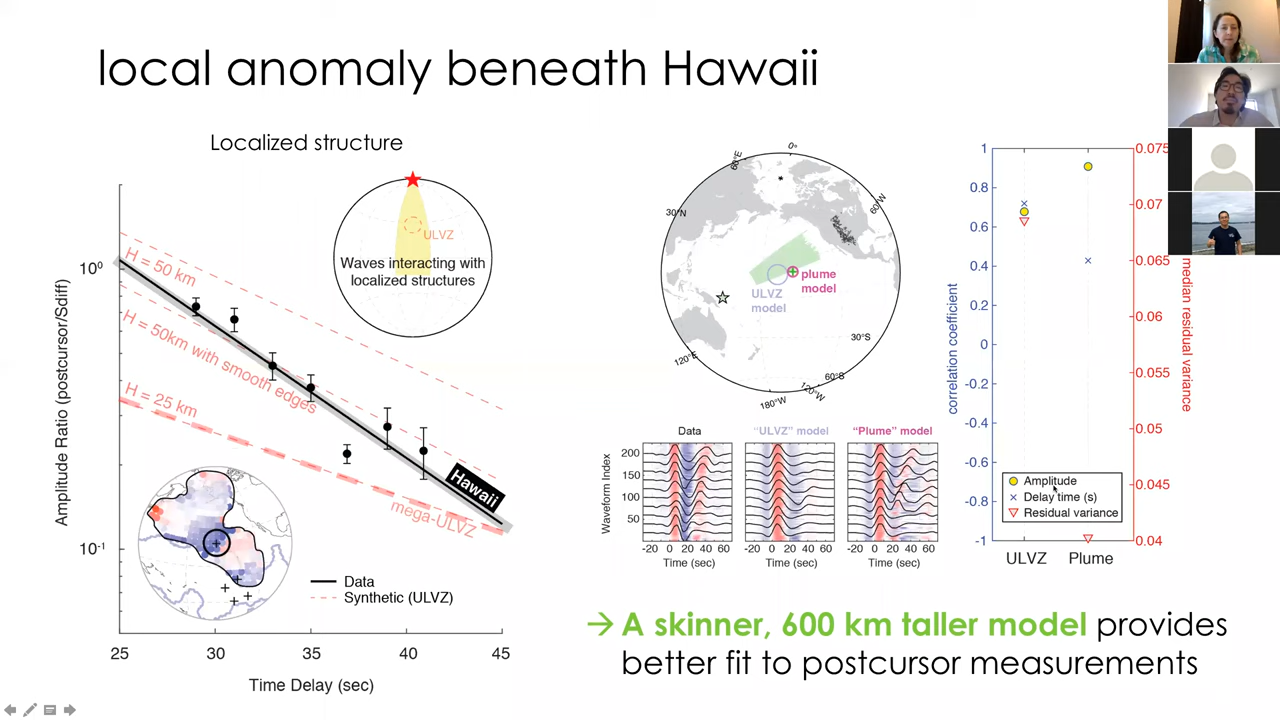 local anomaly beneath Hawaii
Localized structure
ULVZ
Waves interacting with
localized structures
H = 50 km
H = 50km with smooth edges
H = 25 km
mega-ULVZ
Hawaii
Data
Synthetic (ULVZ)
10⁰
10⁻¹
Amplitude Ratio (postcursor/Sdiff)
25 30 35 40 45
Time Delay (sec)
0°
60°E
60°W
30°N
plume
model
ULVZ
model
30°S
60°S
120°E
120°W
180°W
Data
"ULVZ" model
"Plume" model
Waveform Index
200
150
100
50
-20 0 20 40 60
-20 0 20 40 60
-20 0 20 40 60
Time (sec)
Time (sec)
Time (sec)
correlation coefficient
1
0.8
0.6
0.4
0.2
0
-0.2
-0.4
-0.6
-0.8
-1
0.075
0.07
0.065
0.06
0.055
0.05
0.045
0.04
median residual variance
Amplitude
Delay time (s)
Residual variance
ULVZ Plume
→ A skinner, 600 km taller model provides
better fit to postcursor measurements